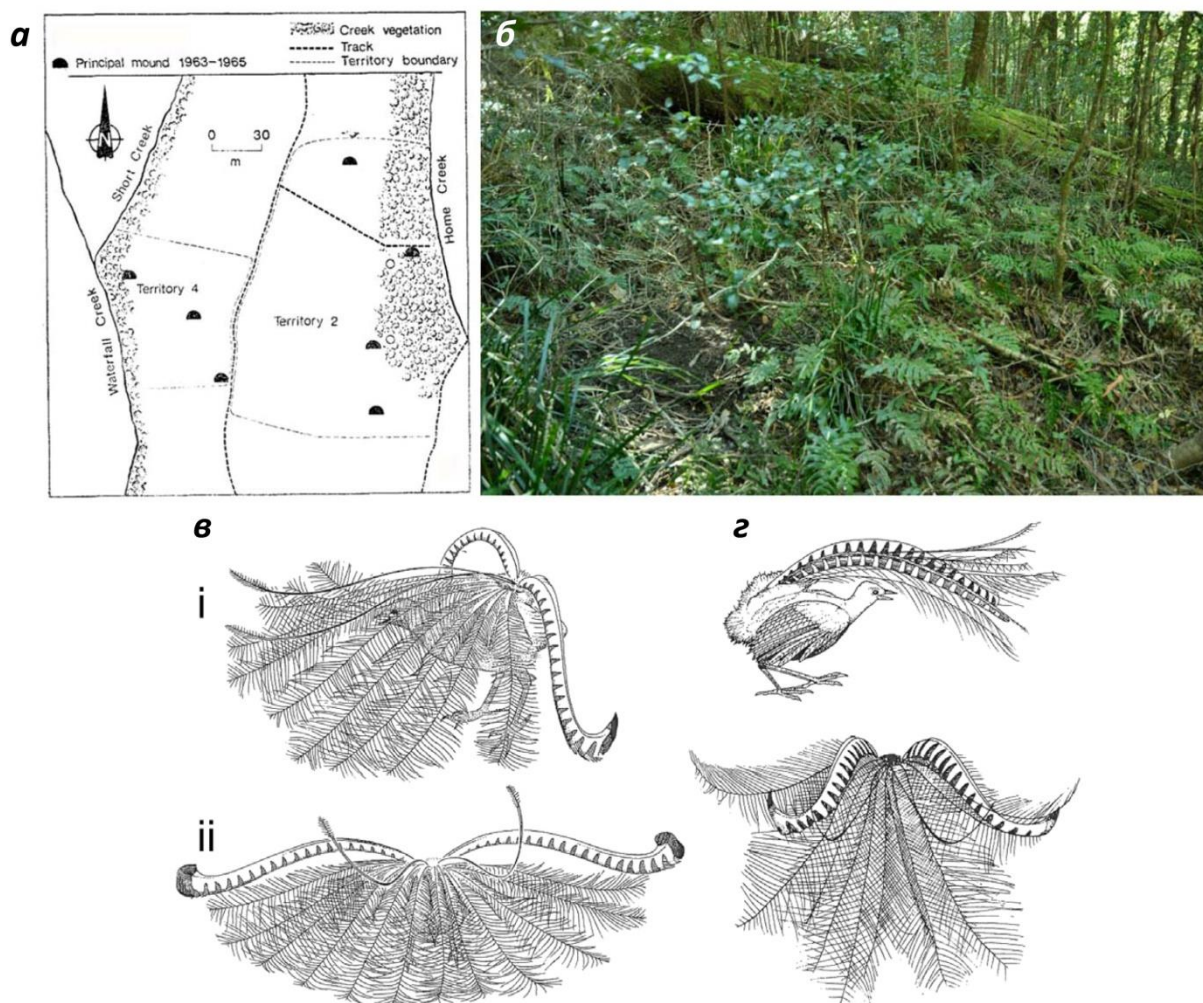 а
Creek vegetation
Track
Territory boundary
Principal mound 1963–1965
0 30
m
N
Short Creek
Home Creek
Waterfall Creek
Territory 4
Territory 2
б
в
i
ii
г